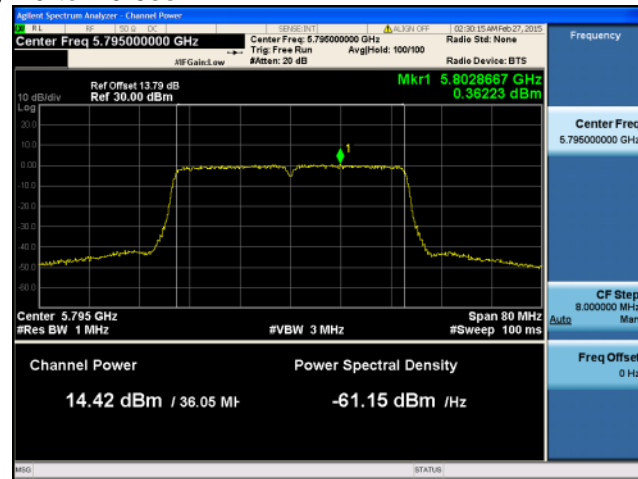 Agilent Spectrum Analyzer - Channel Power
RL RF 50 Ω DC SENSE:INT ALIGN OFF 02:30:15 AM Feb 27, 2015
Center Freq 5.795000000 GHz
Center Freq: 5.795000000 GHz
Radio Std: None
Trig: Free Run Avg|Hold: 100/100
#IFGain:Low #Atten: 20 dB Radio Device: BTS
Frequency
Mkr1 5.8028667 GHz
0.36223 dBm
Ref Offset 13.79 dB
10 dB/div Ref 30.00 dBm
Log
20.0
10.0
0.00
-10.0
-20.0
-30.0
-40.0
-50.0
-60.0
1
Center 5.795 GHz Span 80 MHz
#Res BW 1 MHz #VBW 3 MHz #Sweep 100 ms
Channel Power Power Spectral Density
14.42 dBm / 36.05 MH -61.15 dBm /Hz
Center Freq
5.795000000 GHz
CF Step
8.000000 MHz
Auto Man
Freq Offset
0 Hz
MSG STATUS